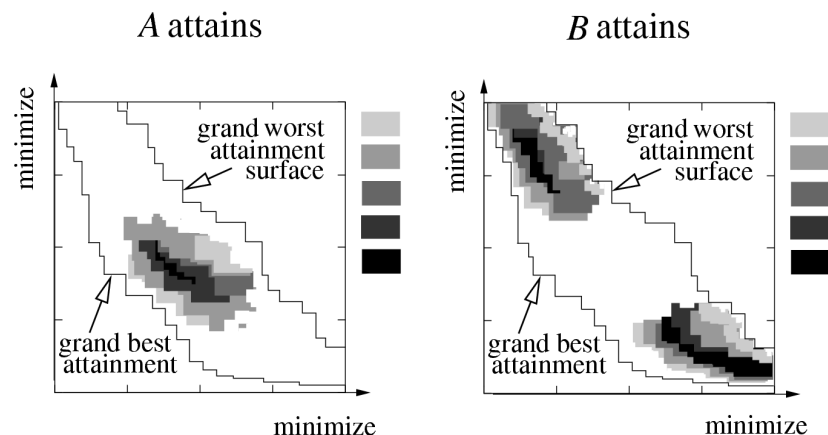 A attains
B attains
minimize
grand worst
attainment
surface
grand best
attainment
minimize
minimize
grand worst
attainment
surface
grand best
attainment
minimize